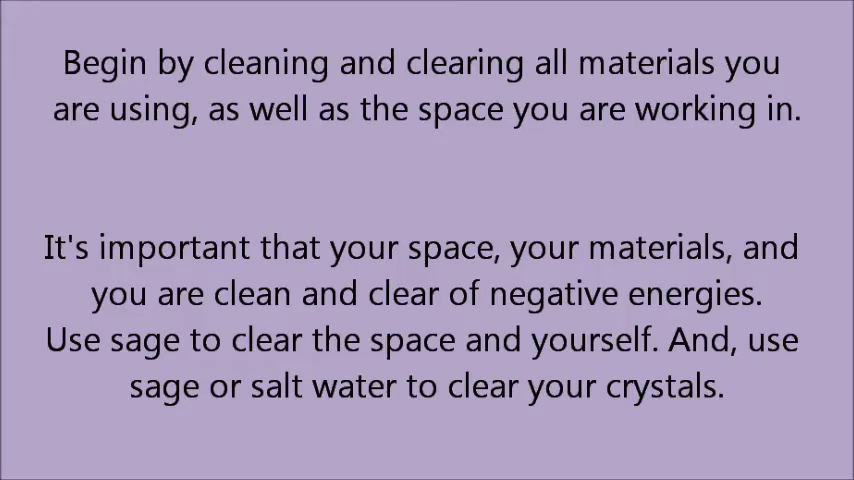 Begin by cleaning and clearing all materials you
are using, as well as the space you are working in.
It's important that your space, your materials, and
you are clean and clear of negative energies.
Use sage to clear the space and yourself. And, use
sage or salt water to clear your crystals.